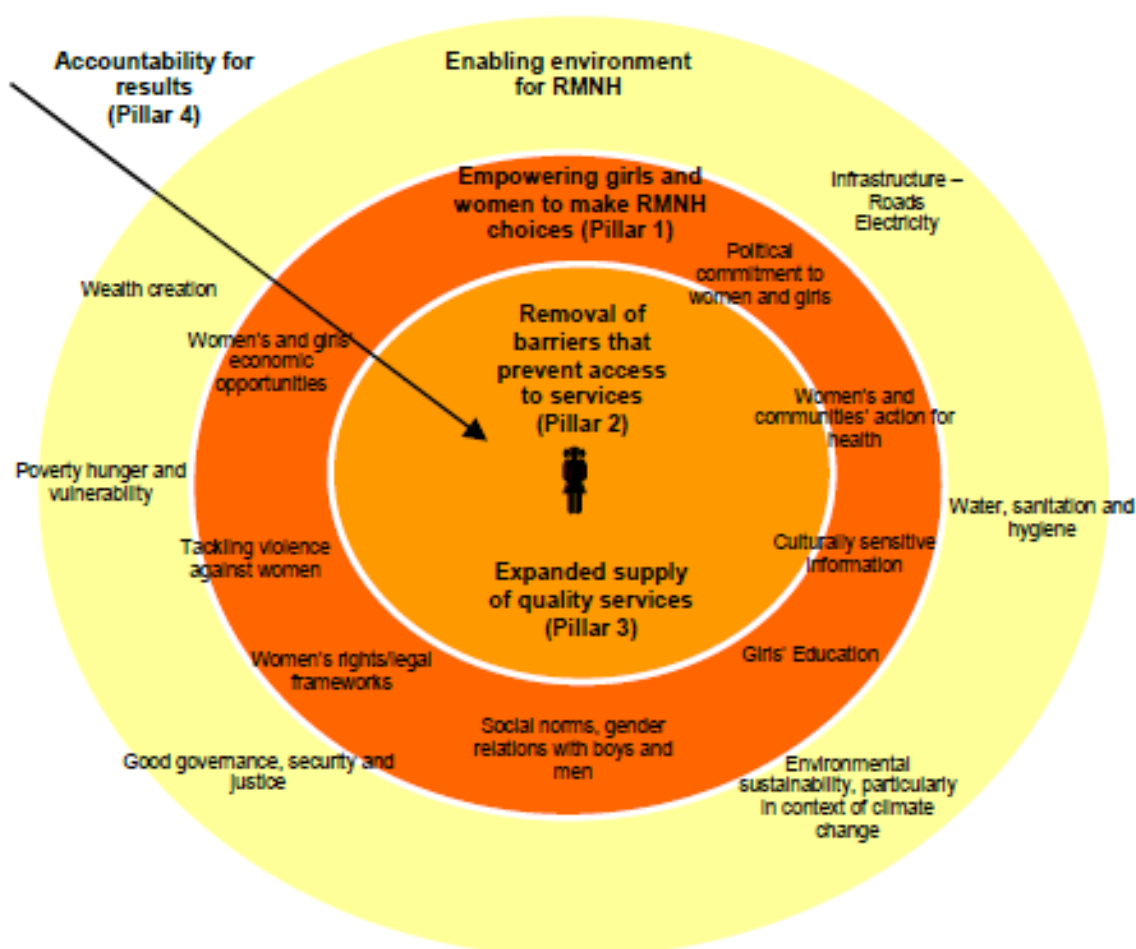 Accountability for
results
(Pillar 4)
Enabling environment
for RMNH
Empowering girls and
women to make RMNH
choices (Pillar 1)
Infrastructure –
Roads
Electricity
Political
commitment to
women and girls
Wealth creation
Removal of
barriers that
prevent access
to services
(Pillar 2)
Women's and girls'
economic
opportunities
Women's and
communities' action for
health
Poverty hunger and
vulnerability
Water, sanitation and
hygiene
Tackling violence
against women
Culturally sensitive
information
Expanded supply
of quality services
(Pillar 3)
Women's rights/legal
frameworks
Girls' Education
Social norms, gender
relations with boys and
men
Good governance, security and
justice
Environmental
sustainability, particularly
in context of climate
change